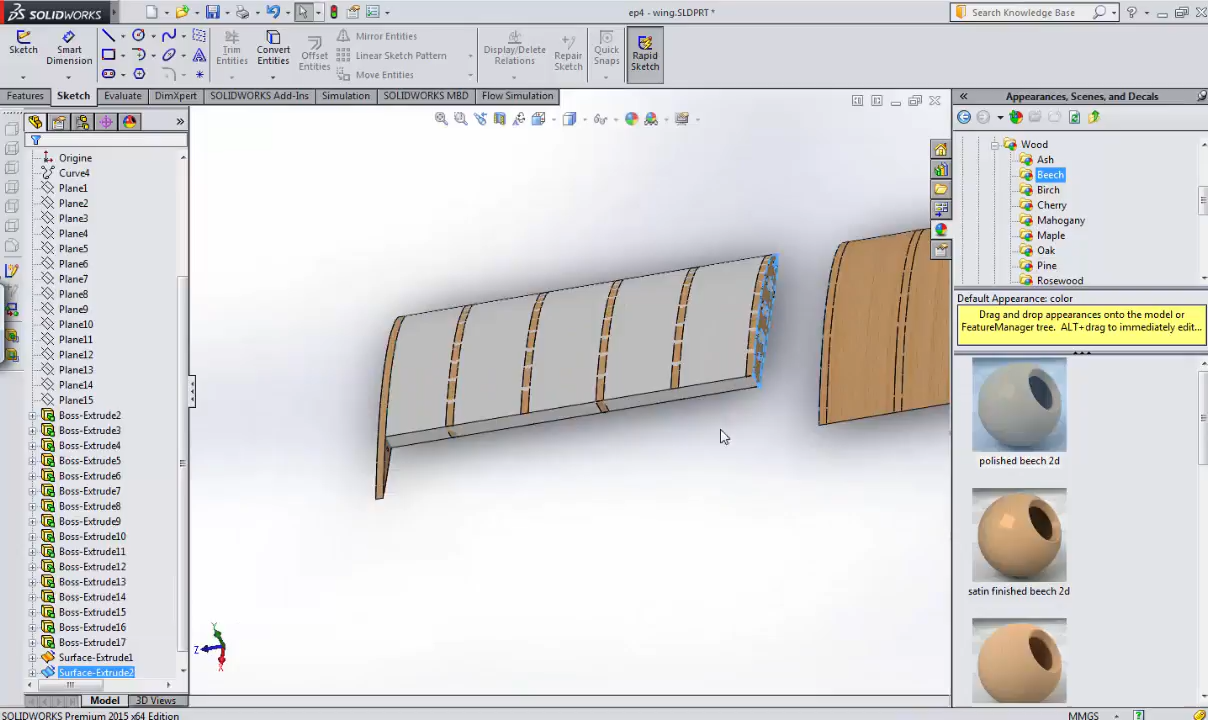 SOLIDWORKS
ep4 - wing.SLDPRT *
Search Knowledge Base
Sketch
Smart Dimension
Trim Entities
Convert Entities
Offset Entities
Mirror Entities
Linear Sketch Pattern
Move Entities
Display/Delete Relations
Repair Sketch
Quick Snaps
Rapid Sketch
Features
Sketch
Evaluate
DimXpert
SOLIDWORKS Add-Ins
Simulation
SOLIDWORKS MBD
Flow Simulation
Origine
Curve4
Plane1
Plane2
Plane3
Plane4
Plane5
Plane6
Plane7
Plane8
Plane9
Plane10
Plane11
Plane12
Plane13
Plane14
Plane15
Boss-Extrude2
Boss-Extrude3
Boss-Extrude4
Boss-Extrude5
Boss-Extrude6
Boss-Extrude7
Boss-Extrude8
Boss-Extrude9
Boss-Extrude10
Boss-Extrude11
Boss-Extrude12
Boss-Extrude13
Boss-Extrude14
Boss-Extrude15
Boss-Extrude16
Boss-Extrude17
Surface-Extrude1
Surface-Extrude2
Y
Z
X
Appearances, Scenes, and Decals
Wood
Ash
Beech
Birch
Cherry
Mahogany
Maple
Oak
Pine
Rosewood
Default Appearance: color
Drag and drop appearances onto the model or
FeatureManager tree. ALT+drag to immediately edit...
polished beech 2d
satin finished beech 2d
Model
3D Views
SOLIDWORKS Premium 2015 x64 Edition
MMGS